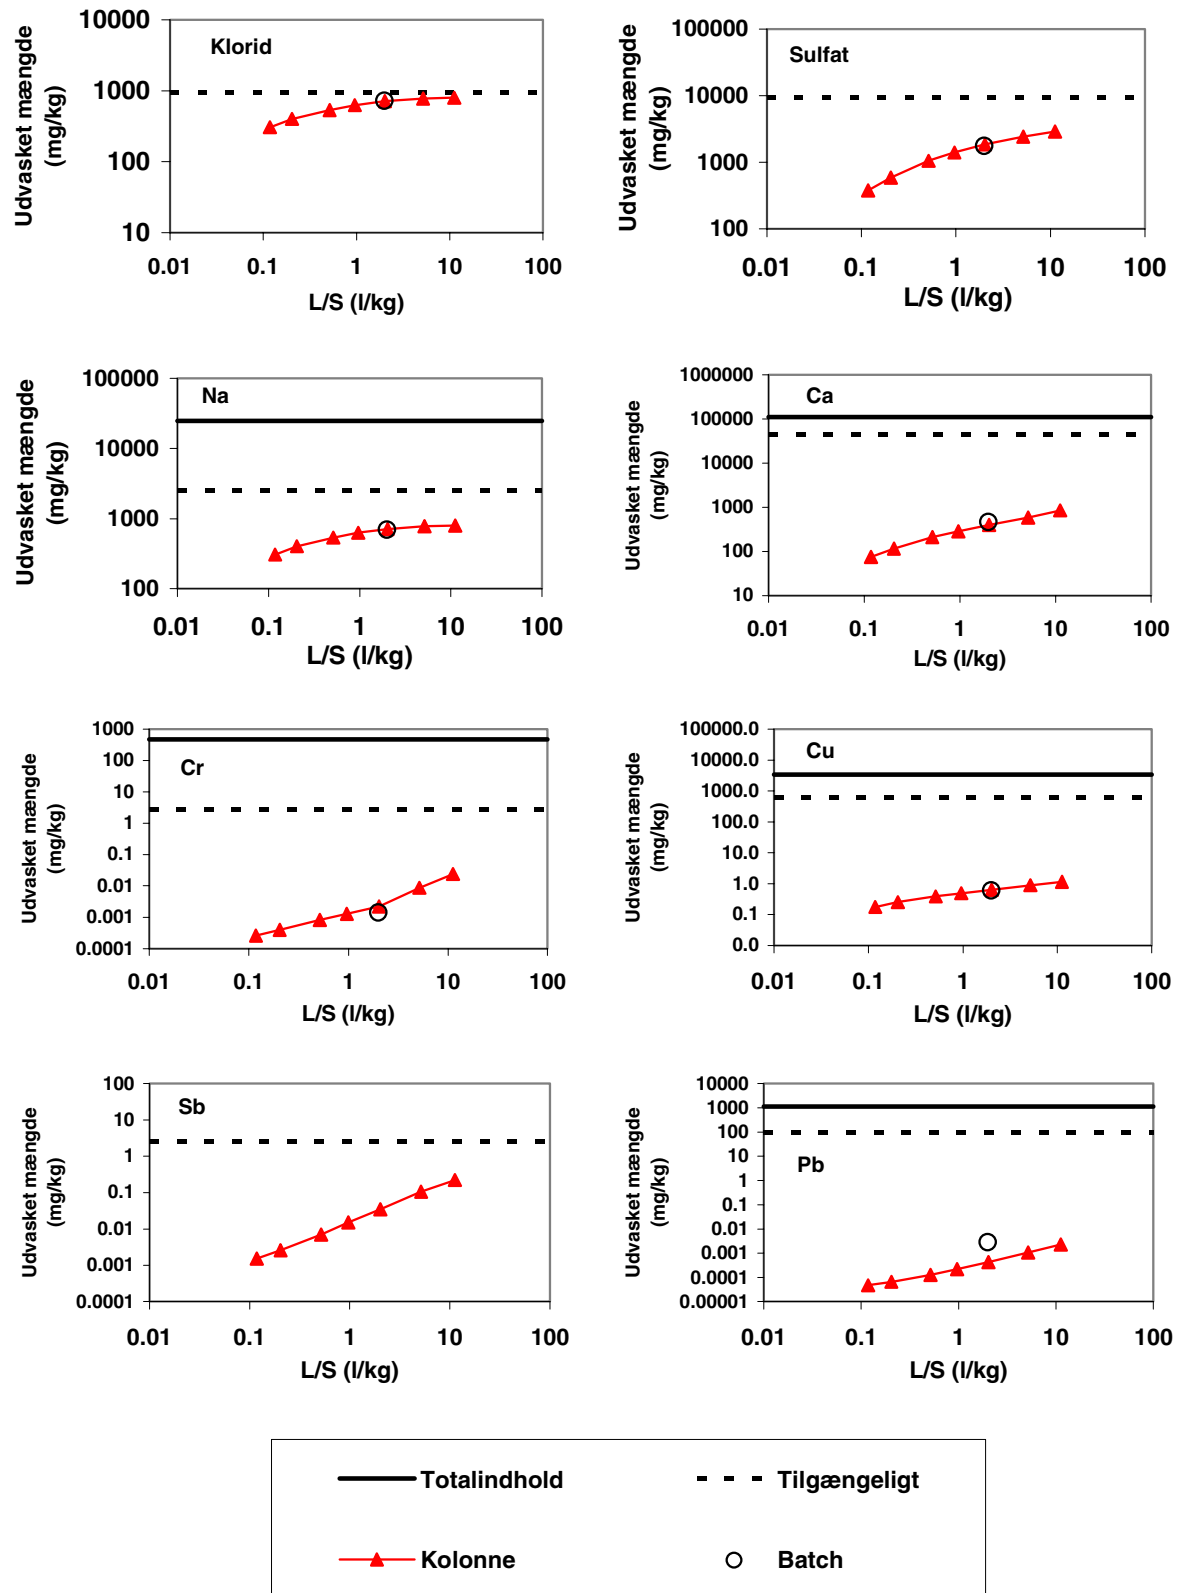 Klorid
Udvasket mængde
(mg/kg)
10000
1000
100
10
0.01 0.1 1 10 100
L/S (l/kg)
Sulfat
Udvasket mængde
(mg/kg)
100000
10000
1000
100
0.01 0.1 1 10 100
L/S (l/kg)
Na
Udvasket mængde
(mg/kg)
100000
10000
1000
100
0.01 0.1 1 10 100
L/S (l/kg)
Ca
Udvasket mængde
(mg/kg)
1000000
100000
10000
1000
100
10
0.01 0.1 1 10 100
L/S (l/kg)
Cr
Udvasket mængde
(mg/kg)
1000
100
10
1
0.1
0.01
0.001
0.0001
0.01 0.1 1 10 100
L/S (l/kg)
Cu
Udvasket mængde
(mg/kg)
100000.0
10000.0
1000.0
100.0
10.0
1.0
0.1
0.0
0.01 0.1 1 10 100
L/S (l/kg)
Sb
Udvasket mængde
(mg/kg)
100
10
1
0.1
0.01
0.001
0.0001
0.01 0.1 1 10 100
L/S (l/kg)
Pb
Udvasket mængde
(mg/kg)
10000
1000
100
10
1
0.1
0.01
0.001
0.0001
0.00001
0.01 0.1 1 10 100
L/S (l/kg)
Totalindhold Tilgængeligt
Kolonne Batch